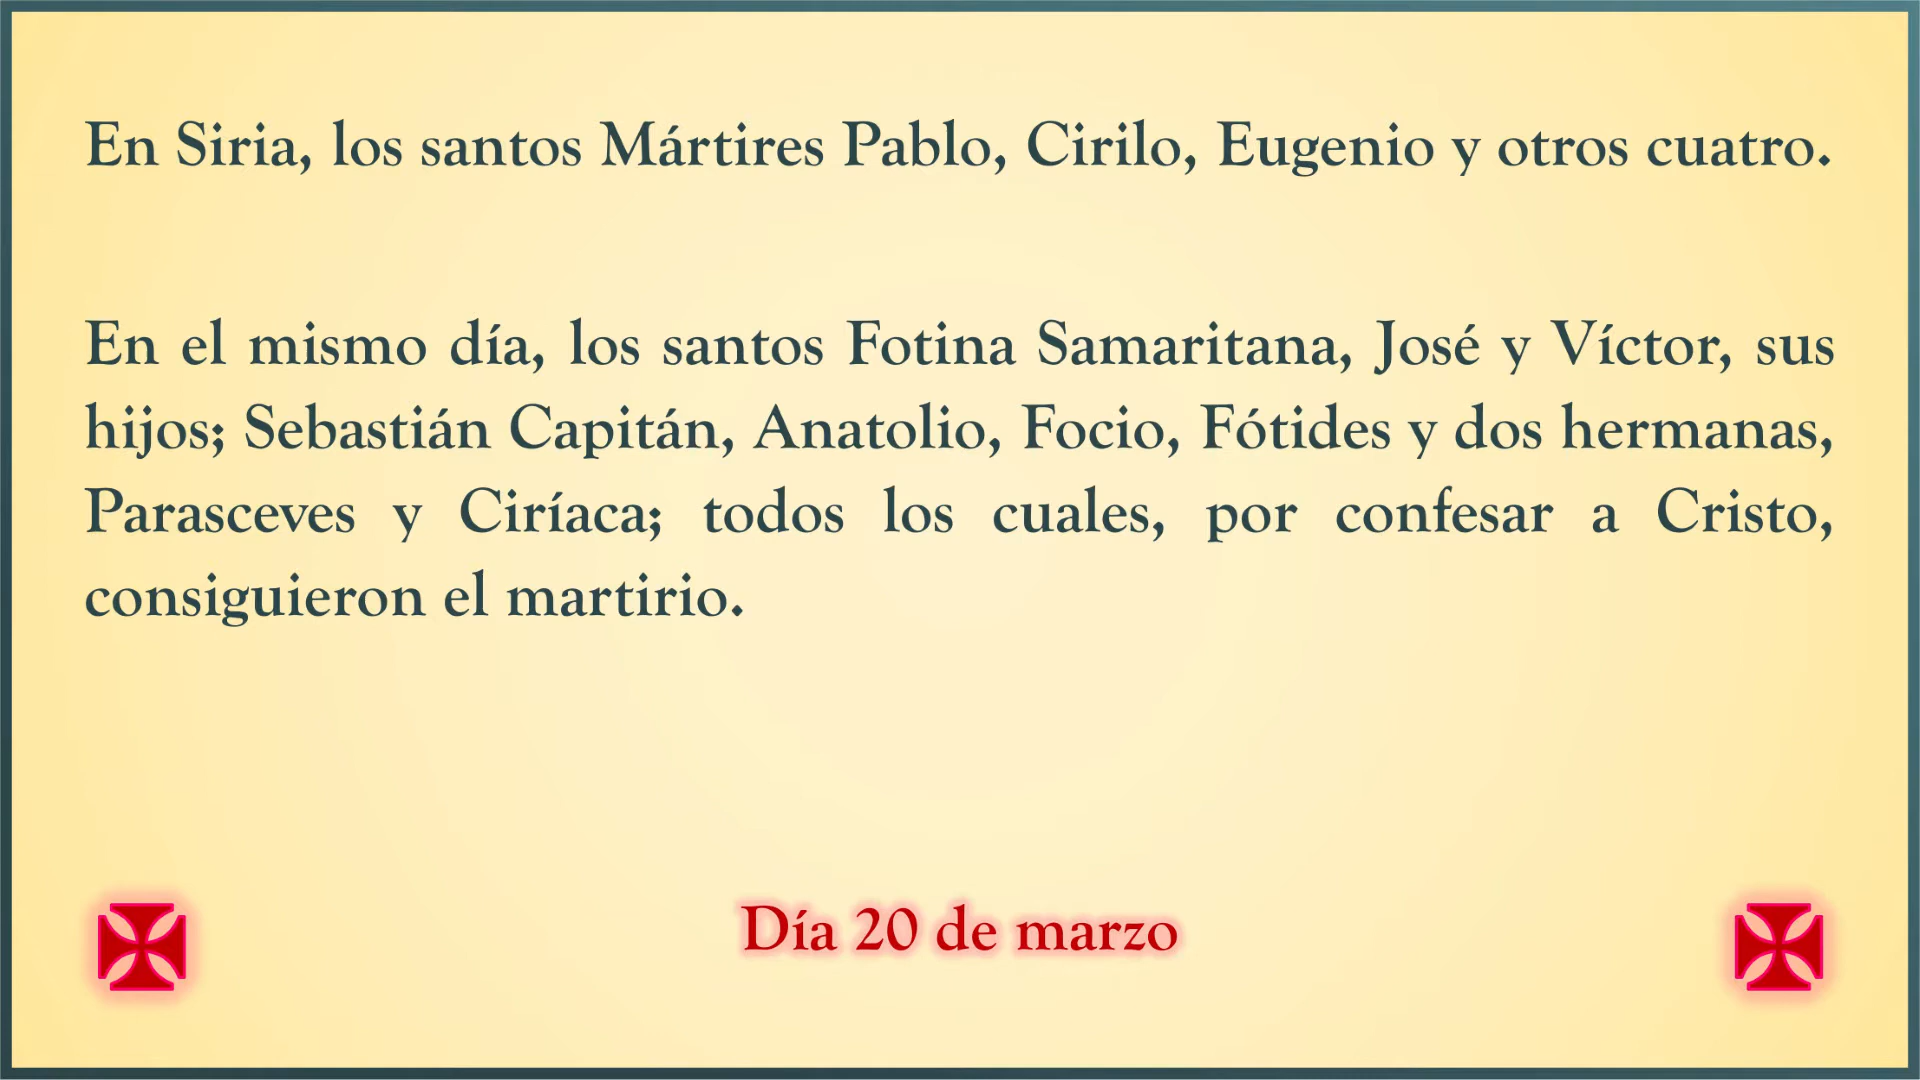 En Siria, los santos Mártires Pablo, Cirilo, Eugenio y otros cuatro.
En el mismo día, los santos Fotina Samaritana, José y Víctor, sus
hijos; Sebastián Capitán, Anatolio, Focio, Fótides y dos hermanas,
Parasceves y Ciríaca; todos los cuales, por confesar a Cristo,
consiguieron el martirio.
Día 20 de marzo